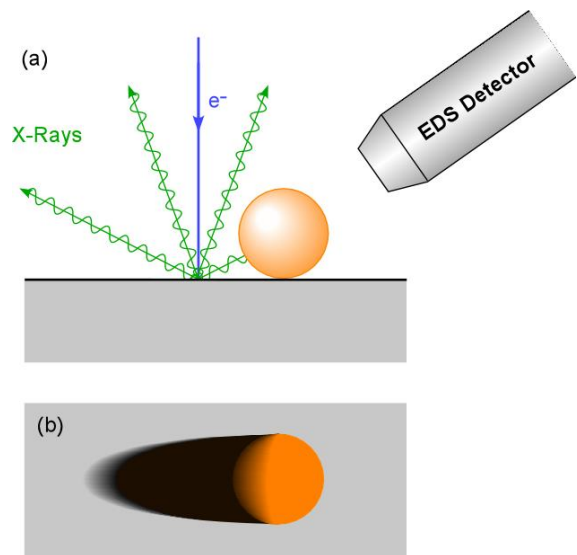 (a)
e⁻
X-Rays
EDS Detector
(b)